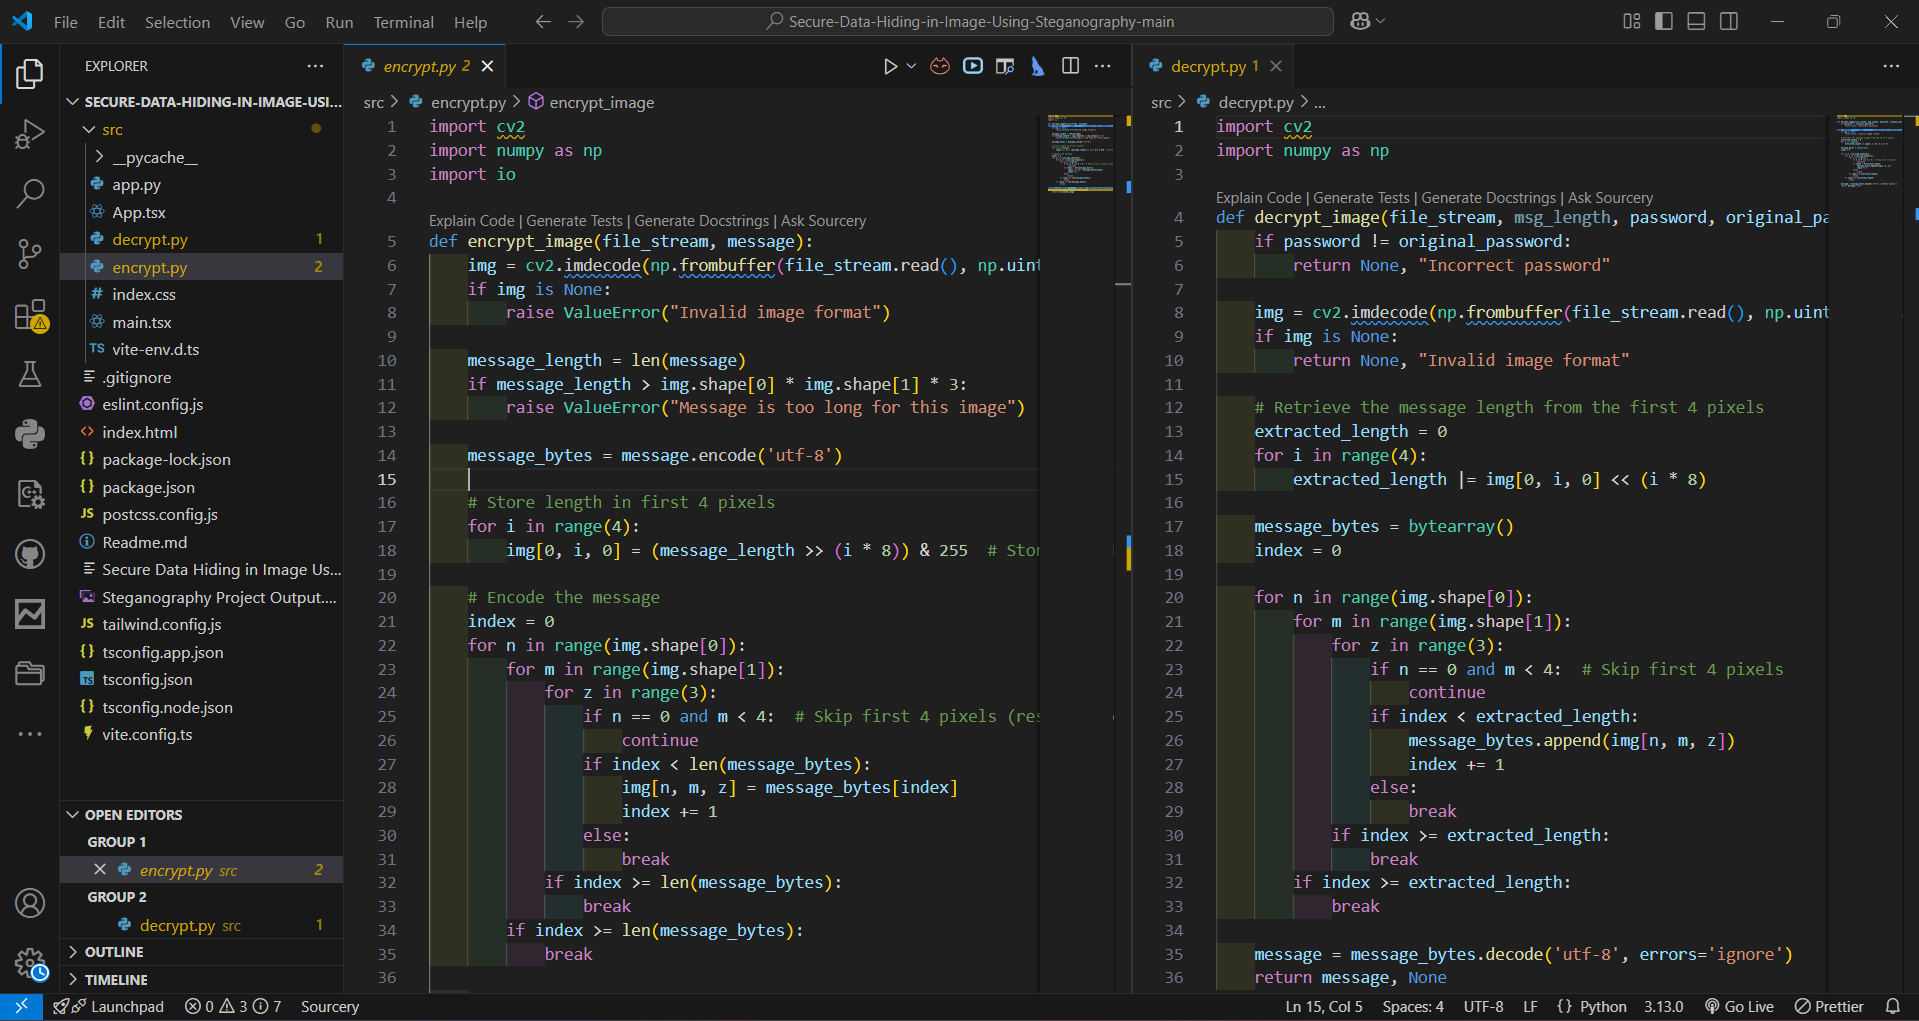 File Edit Selection View Go Run Terminal Help
Secure-Data-Hiding-in-Image-Using-Steganography-main
EXPLORER
SECURE-DATA-HIDING-IN-IMAGE-USI...
src
__pycache__
app.py
App.tsx
decrypt.py 1
encrypt.py 2
index.css
main.tsx
TS vite-env.d.ts
.gitignore
eslint.config.js
index.html
{} package-lock.json
{} package.json
JS postcss.config.js
Readme.md
Secure Data Hiding in Image Us...
Steganography Project Output....
JS tailwind.config.js
{} tsconfig.app.json
TS tsconfig.json
{} tsconfig.node.json
vite.config.ts
OPEN EDITORS
GROUP 1
encrypt.py src 2
GROUP 2
decrypt.py src 1
OUTLINE
TIMELINE
encrypt.py 2
src > encrypt.py > encrypt_image
1 import cv2
2 import numpy as np
3 import io
4
Explain Code | Generate Tests | Generate Docstrings | Ask Sourcery
5 def encrypt_image(file_stream, message):
6 img = cv2.imdecode(np.frombuffer(file_stream.read(), np.uint
7 if img is None:
8 raise ValueError("Invalid image format")
9
10 message_length = len(message)
11 if message_length > img.shape[0] * img.shape[1] * 3:
12 raise ValueError("Message is too long for this image")
13
14 message_bytes = message.encode('utf-8')
15
16 # Store length in first 4 pixels
17 for i in range(4):
18 img[0, i, 0] = (message_length >> (i * 8)) & 255 # Stor
19
20 # Encode the message
21 index = 0
22 for n in range(img.shape[0]):
23 for m in range(img.shape[1]):
24 for z in range(3):
25 if n == 0 and m < 4: # Skip first 4 pixels (res
26 continue
27 if index < len(message_bytes):
28 img[n, m, z] = message_bytes[index]
29 index += 1
30 else:
31 break
32 if index >= len(message_bytes):
33 break
34 if index >= len(message_bytes):
35 break
36
decrypt.py 1
src > decrypt.py > ...
1 import cv2
2 import numpy as np
3
Explain Code | Generate Tests | Generate Docstrings | Ask Sourcery
4 def decrypt_image(file_stream, msg_length, password, original_pa
5 if password != original_password:
6 return None, "Incorrect password"
7
8 img = cv2.imdecode(np.frombuffer(file_stream.read(), np.uint
9 if img is None:
10 return None, "Invalid image format"
11
12 # Retrieve the message length from the first 4 pixels
13 extracted_length = 0
14 for i in range(4):
15 extracted_length |= img[0, i, 0] << (i * 8)
16
17 message_bytes = bytearray()
18 index = 0
19
20 for n in range(img.shape[0]):
21 for m in range(img.shape[1]):
22 for z in range(3):
23 if n == 0 and m < 4: # Skip first 4 pixels
24 continue
25 if index < extracted_length:
26 message_bytes.append(img[n, m, z])
27 index += 1
28 else:
29 break
30 if index >= extracted_length:
31 break
32 if index >= extracted_length:
33 break
34
35 message = message_bytes.decode('utf-8', errors='ignore')
36 return message, None
Launchpad 0 3 7 Sourcery Ln 15, Col 5 Spaces: 4 UTF-8 LF {} Python 3.13.0 Go Live Prettier